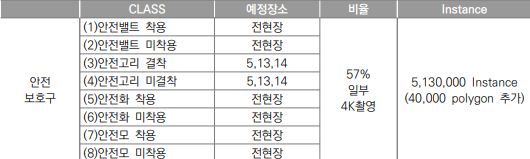 CLASS 예정장소 비율 Instance
안전
보호구
(1)안전밸트 착용 전현장
(2)안전밸트 미착용 전현장
(3)안전고리 결착 5,13,14
(4)안전고리 미결착 5,13,14
(5)안전화 착용 전현장
(6)안전화 미착용 전현장
(7)안전모 착용 전현장
(8)안전모 미착용 전현장
57%
일부
4K촬영
5,130,000 Instance
(40,000 polygon 추가)